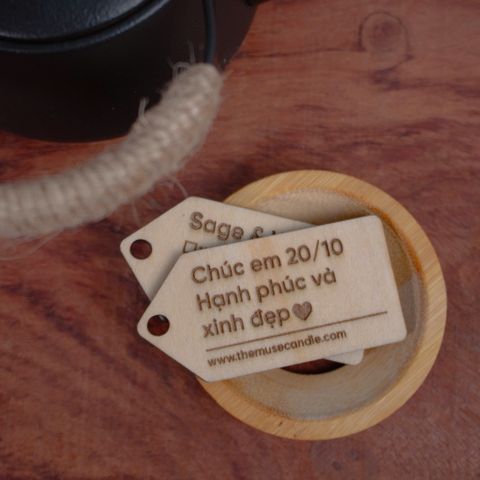 Sage &
Chúc em 20/10
Hạnh phúc và
xinh đẹp♥
www.themusecandle.com